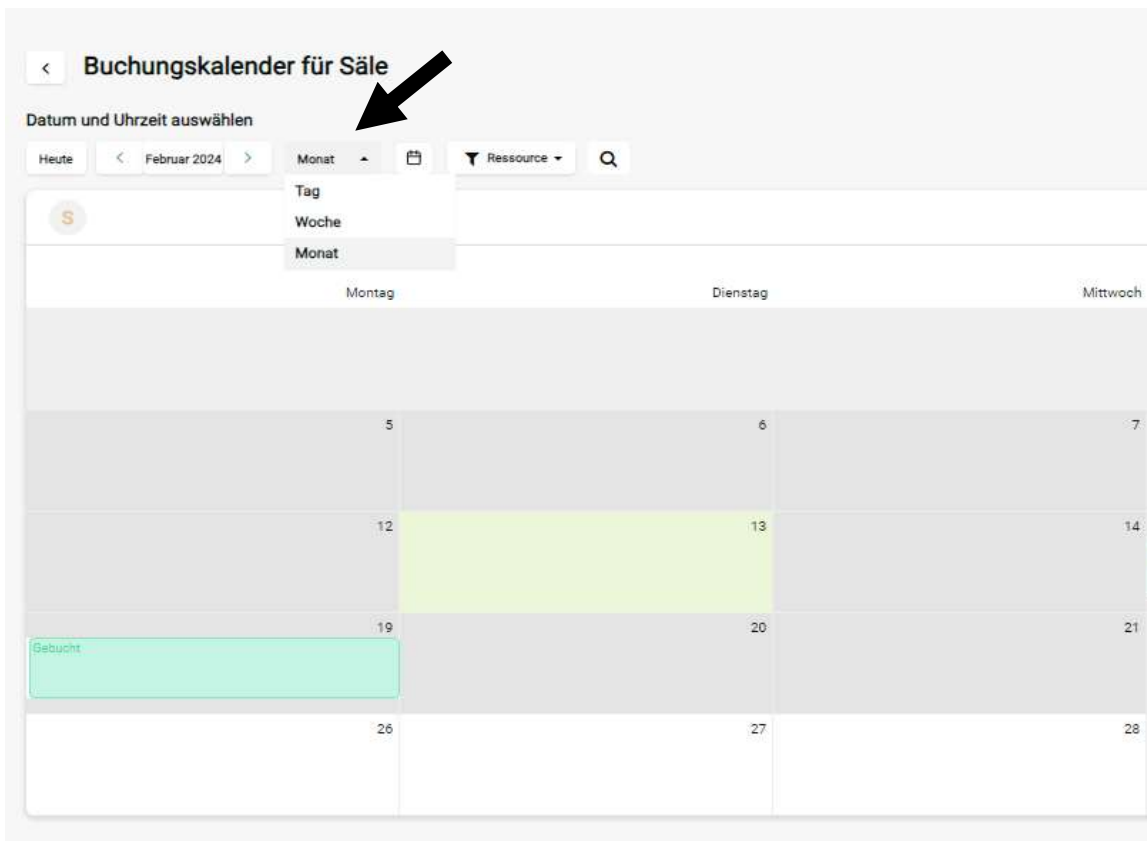 Buchungskalender für Säle
Datum und Uhrzeit auswählen
Heute < Februar 2024 > Monat Ressource
Tag
S
Woche
Monat
Montag Dienstag Mittwoch
5 6 7
12 13 14
19 20 21
Gebucht
26 27 28